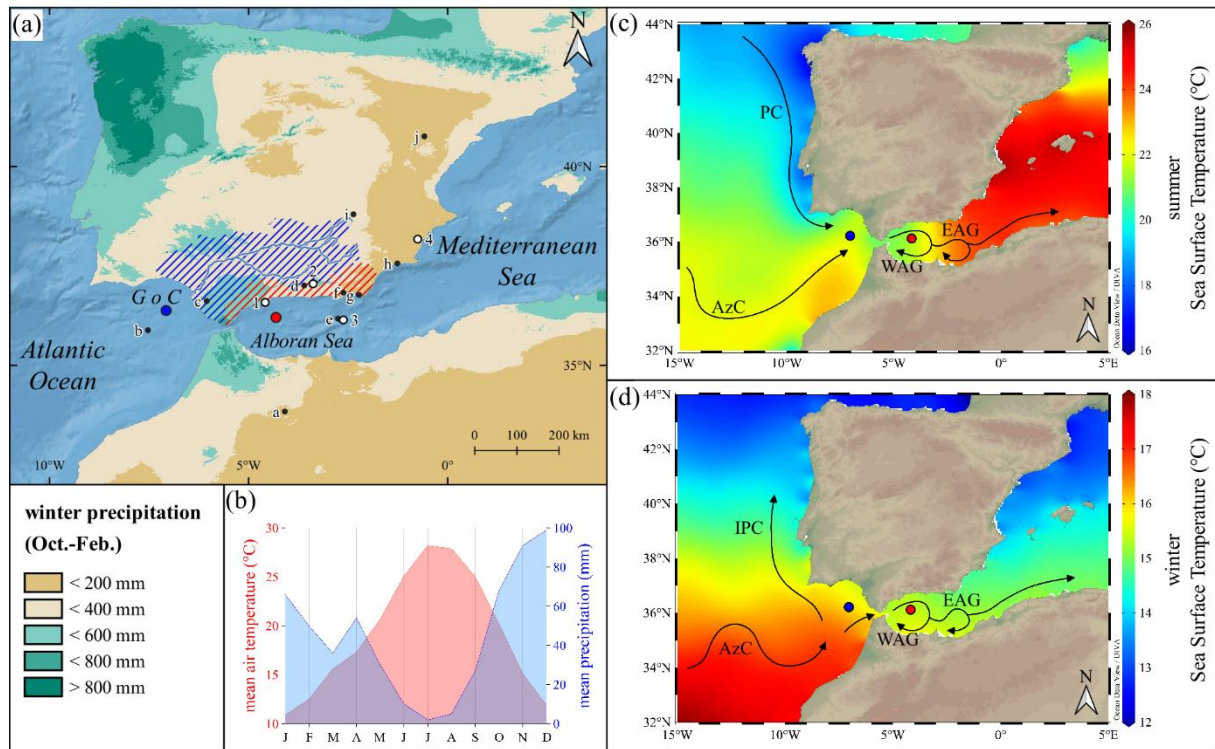 (a)
N
40°N
35°N
10°W
5°W
0°
Atlantic
Ocean
Mediterranean
Sea
Alboran Sea
G o C
a
b
c
d
e
f
g
h
i
j
1
2
3
4
0 100 200 km
winter precipitation
(Oct.-Feb.)
< 200 mm
< 400 mm
< 600 mm
< 800 mm
> 800 mm
(b)
mean air temperature (°C)
30
25
20
15
10
mean precipitation (mm)
100
80
60
40
20
0
J F M A M J J A S O N D
(c)
44°N
42°N
40°N
38°N
36°N
34°N
32°N
15°W 10°W 5°W 0°E 5°E
PC
AzC
WAG
EAG
N
Ocean Data View / DIVA
26
24
22
20
18
16
summer
Sea Surface Temperature (°C)
(d)
44°N
42°N
40°N
38°N
36°N
34°N
32°N
15°W 10°W 5°W 0°E 5°E
IPC
AzC
WAG
EAG
N
Ocean Data View / DIVA
18
17
16
15
14
13
12
winter
Sea Surface Temperature (°C)